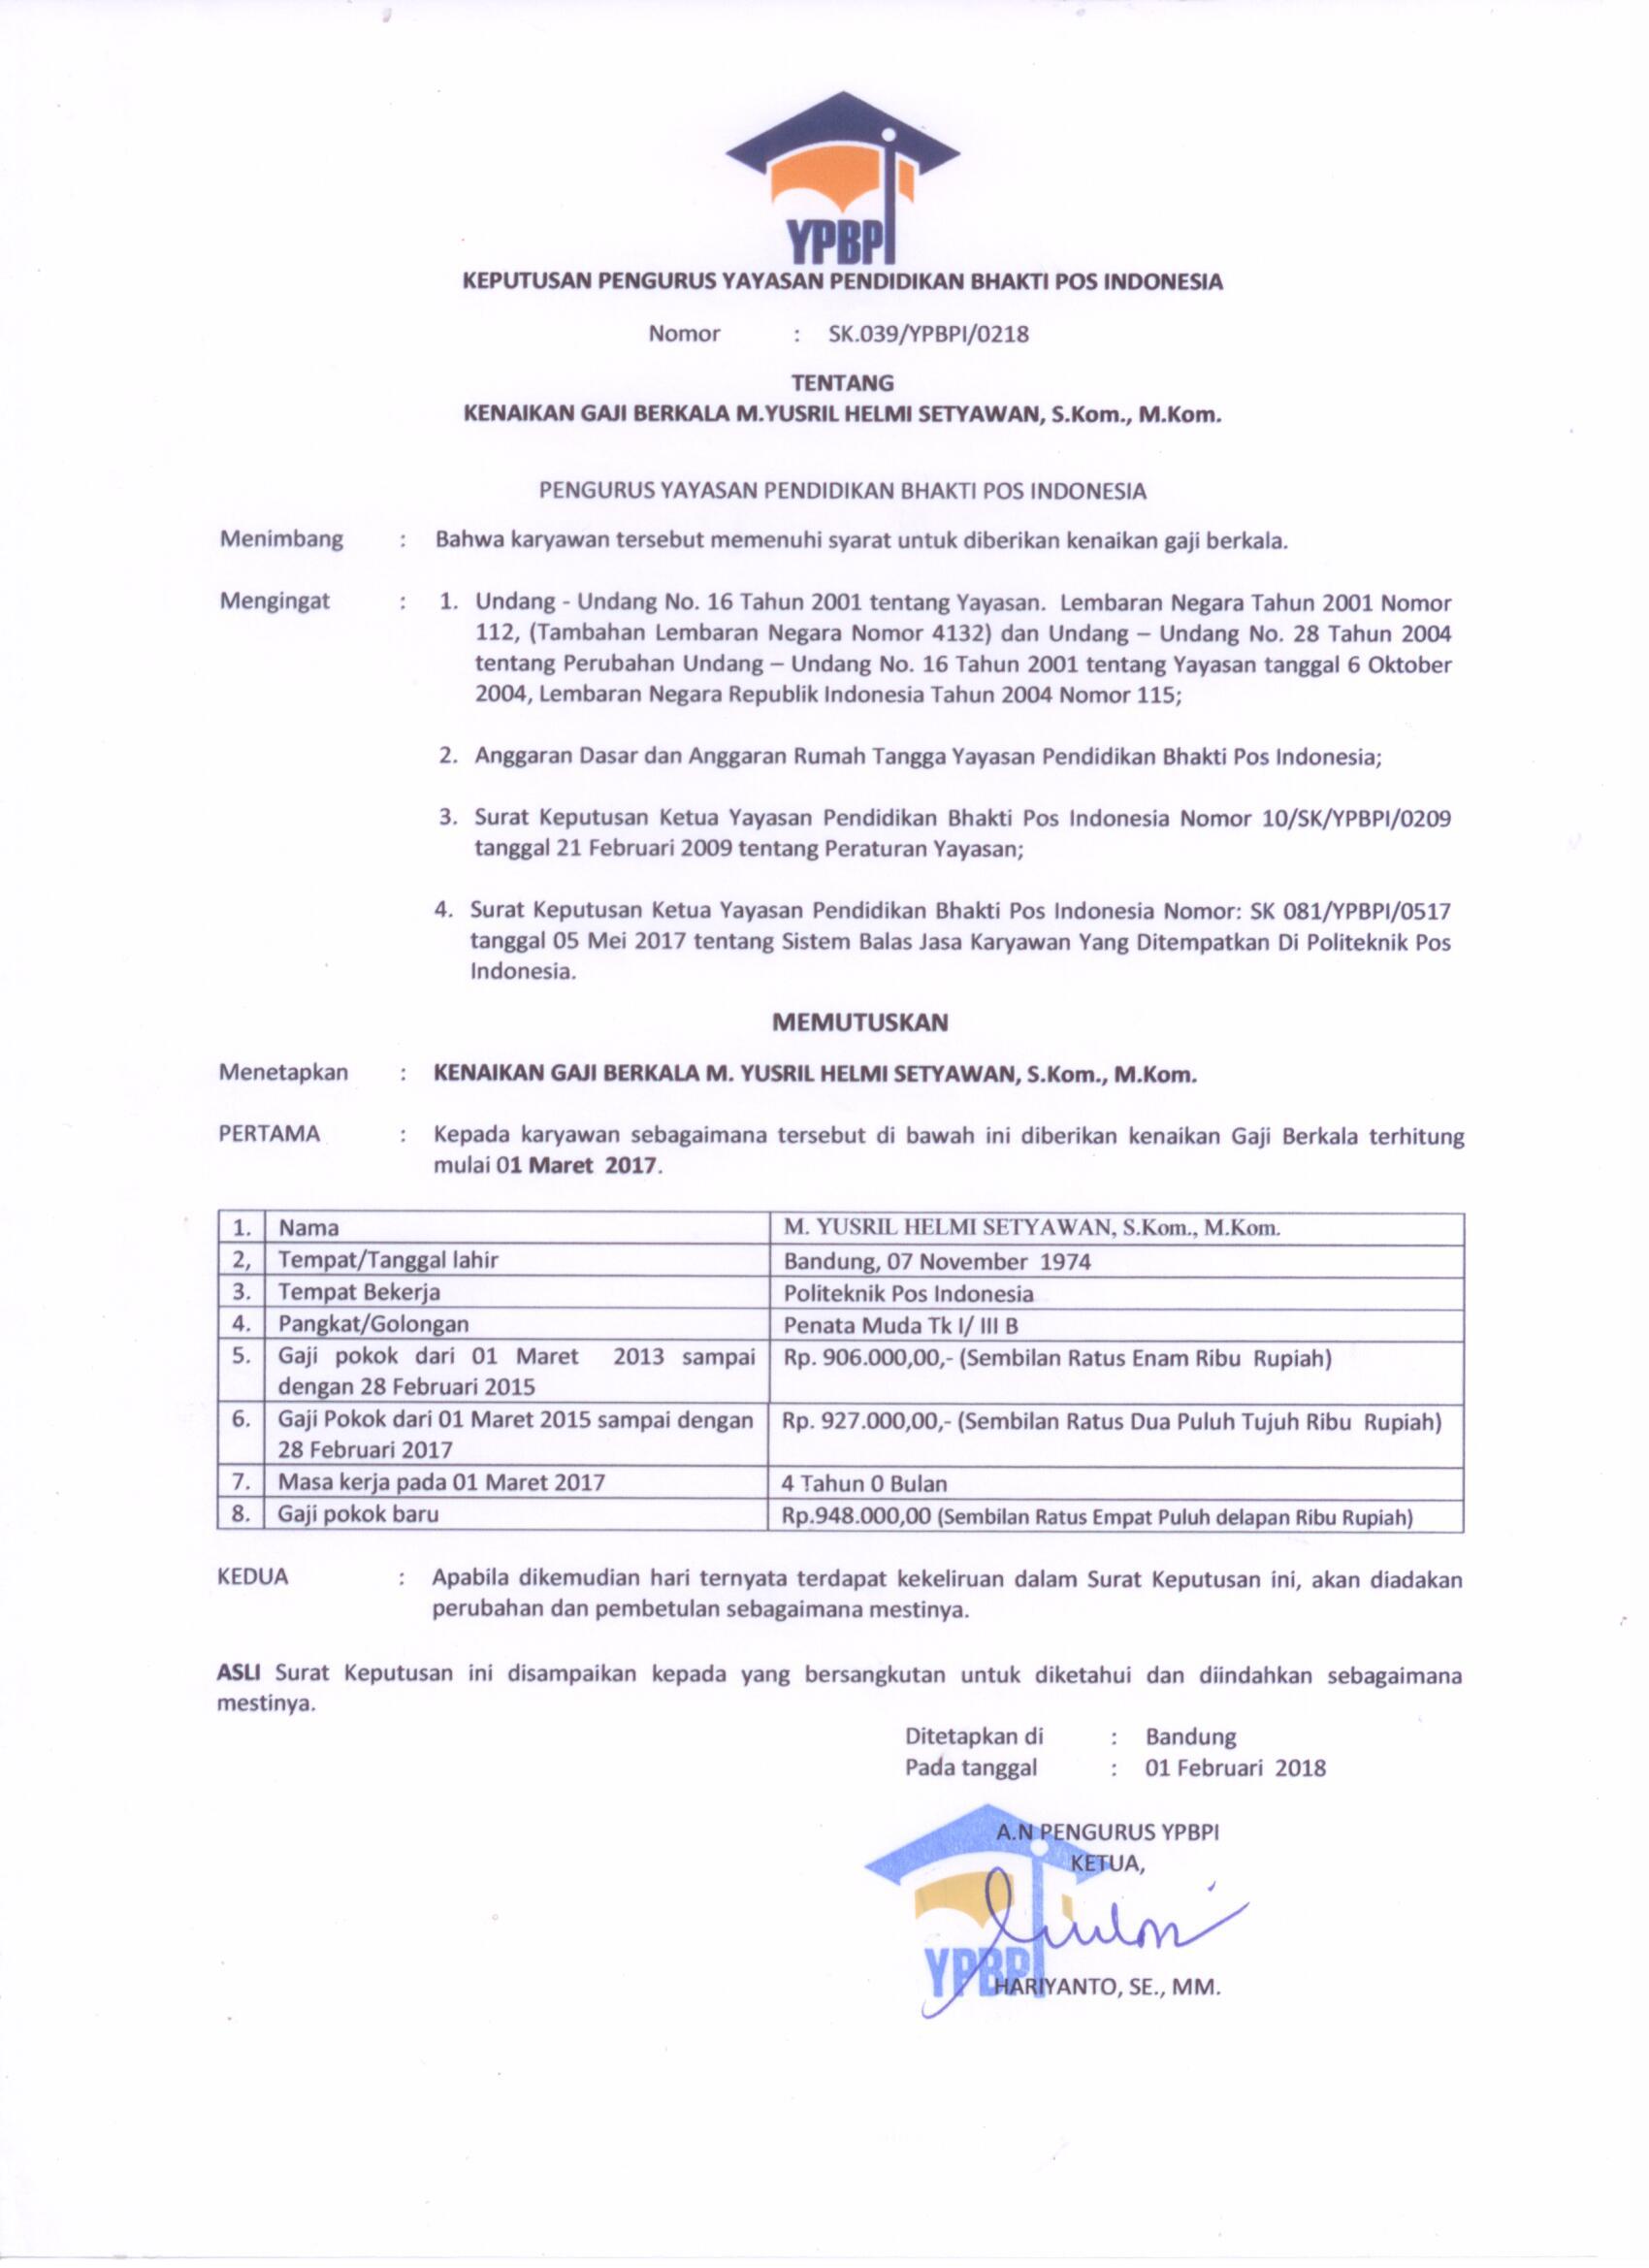 YPBPI
KEPUTUSAN PENGURUS YAYASAN PENDIDIKAN BHAKTI POS INDONESIA
Nomor : SK.039/YPBPI/0218
TENTANG
KENAIKAN GAJI BERKALA M.YUSRIL HELMI SETYAWAN, S.Kom., M.Kom.
PENGURUS YAYASAN PENDIDIKAN BHAKTI POS INDONESIA
Menimbang : Bahwa karyawan tersebut memenuhi syarat untuk diberikan kenaikan gaji berkala.
Mengingat : 1. Undang - Undang No. 16 Tahun 2001 tentang Yayasan. Lembaran Negara Tahun 2001 Nomor
112, (Tambahan Lembaran Negara Nomor 4132) dan Undang – Undang No. 28 Tahun 2004
tentang Perubahan Undang – Undang No. 16 Tahun 2001 tentang Yayasan tanggal 6 Oktober
2004, Lembaran Negara Republik Indonesia Tahun 2004 Nomor 115;
2. Anggaran Dasar dan Anggaran Rumah Tangga Yayasan Pendidikan Bhakti Pos Indonesia;
3. Surat Keputusan Ketua Yayasan Pendidikan Bhakti Pos Indonesia Nomor 10/SK/YPBPI/0209
tanggal 21 Februari 2009 tentang Peraturan Yayasan;
4. Surat Keputusan Ketua Yayasan Pendidikan Bhakti Pos Indonesia Nomor: SK 081/YPBPI/0517
tanggal 05 Mei 2017 tentang Sistem Balas Jasa Karyawan Yang Ditempatkan Di Politeknik Pos
Indonesia.
MEMUTUSKAN
Menetapkan : KENAIKAN GAJI BERKALA M. YUSRIL HELMI SETYAWAN, S.Kom., M.Kom.
PERTAMA : Kepada karyawan sebagaimana tersebut di bawah ini diberikan kenaikan Gaji Berkala terhitung
mulai 01 Maret 2017.
1. Nama M. YUSRIL HELMI SETYAWAN, S.Kom., M.Kom.
2, Tempat/Tanggal lahir Bandung, 07 November 1974
3. Tempat Bekerja Politeknik Pos Indonesia
4. Pangkat/Golongan Penata Muda Tk I/ III B
5. Gaji pokok dari 01 Maret 2013 sampai Rp. 906.000,00,- (Sembilan Ratus Enam Ribu Rupiah)
dengan 28 Februari 2015
6. Gaji Pokok dari 01 Maret 2015 sampai dengan Rp. 927.000,00,- (Sembilan Ratus Dua Puluh Tujuh Ribu Rupiah)
28 Februari 2017
7. Masa kerja pada 01 Maret 2017 4 Tahun 0 Bulan
8. Gaji pokok baru Rp.948.000,00 (Sembilan Ratus Empat Puluh delapan Ribu Rupiah)
KEDUA : Apabila dikemudian hari ternyata terdapat kekeliruan dalam Surat Keputusan ini, akan diadakan
perubahan dan pembetulan sebagaimana mestinya.
ASLI Surat Keputusan ini disampaikan kepada yang bersangkutan untuk diketahui dan diindahkan sebagaimana
mestinya.
Ditetapkan di : Bandung
Pada tanggal : 01 Februari 2018
A.N PENGURUS YPBPI
KETUA,
YPBPI
HARIYANTO, SE., MM.